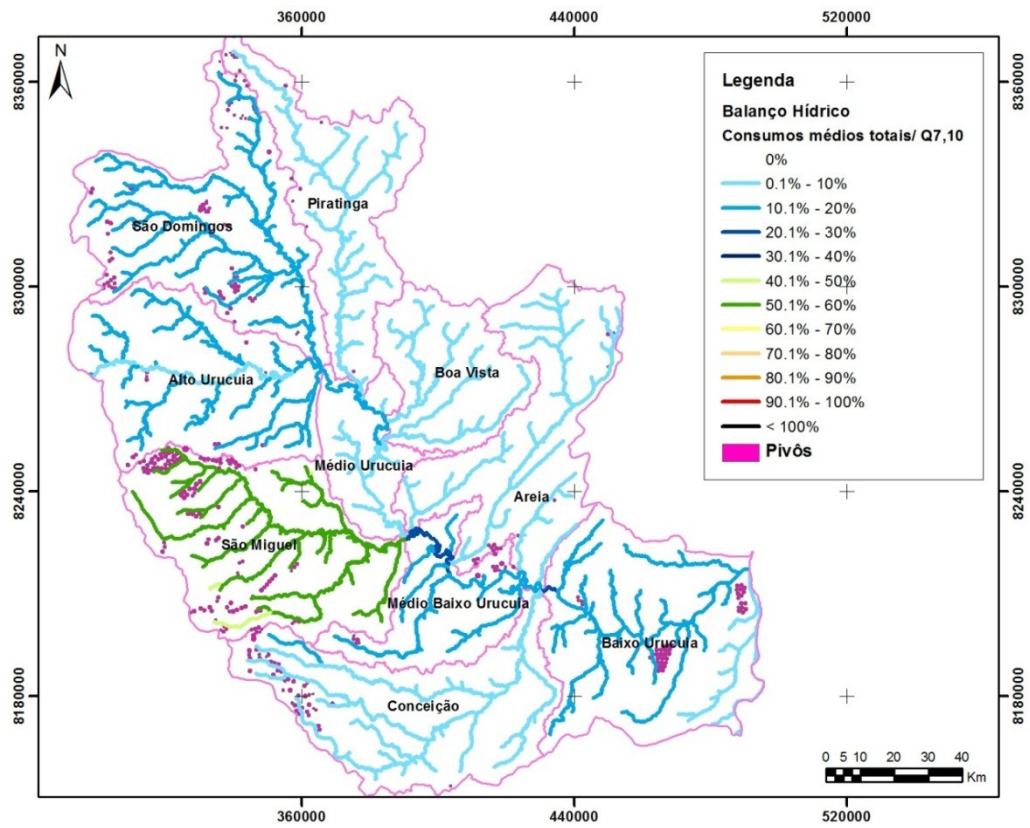 360000 440000 520000
N
8360000 8360000
Legenda
Balanço Hídrico
Consumos médios totais/ Q7,10
0%
0.1% - 10%
10.1% - 20%
20.1% - 30%
30.1% - 40%
40.1% - 50%
50.1% - 60%
60.1% - 70%
70.1% - 80%
80.1% - 90%
90.1% - 100%
< 100%
Pivôs
Piratinga
São Domingos
8300000 8300000
Boa Vista
Alto Urucuia
Médio Urucuia
8240000 8240000
Areia
São Miguel
Médio Baixo Urucuia
Baixo Urucuia
8180000 8180000
Conceição
0 5 10 20 30 40
Km
360000 440000 520000